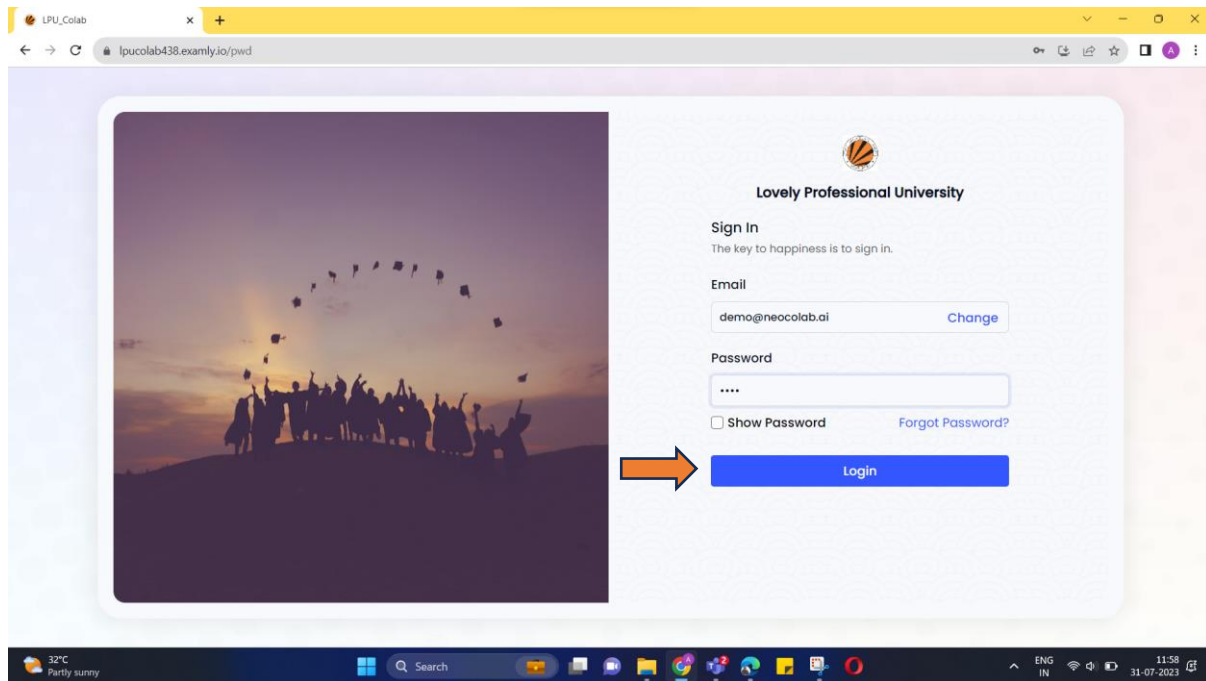 LPU_Colab
lpucolab438.examly.io/pwd
A
Lovely Professional University
Sign In
The key to happiness is to sign in.
Email
demo@neocolab.ai Change
Password
••••
Show Password Forgot Password?
Login
32°C
Partly sunny
Search
ENG
IN
11:58
31-07-2023